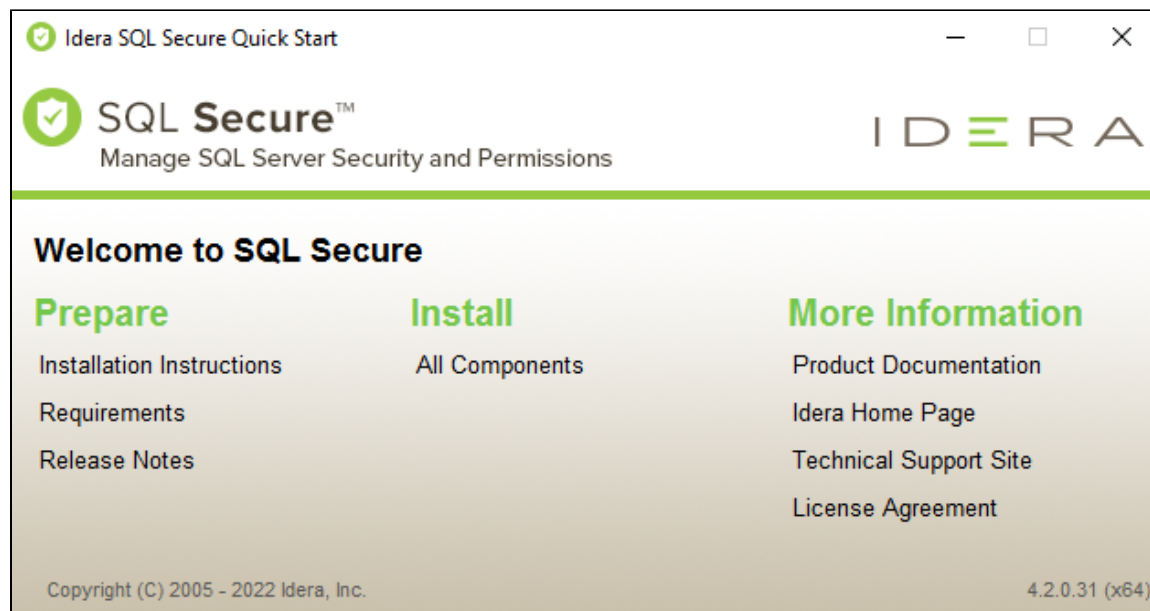 Idera SQL Secure Quick Start
SQL Secure™
Manage SQL Server Security and Permissions
IDERA
Welcome to SQL Secure
Prepare
Installation Instructions
Requirements
Release Notes
Install
All Components
More Information
Product Documentation
Idera Home Page
Technical Support Site
License Agreement
Copyright (C) 2005 - 2022 Idera, Inc.
4.2.0.31 (x64)